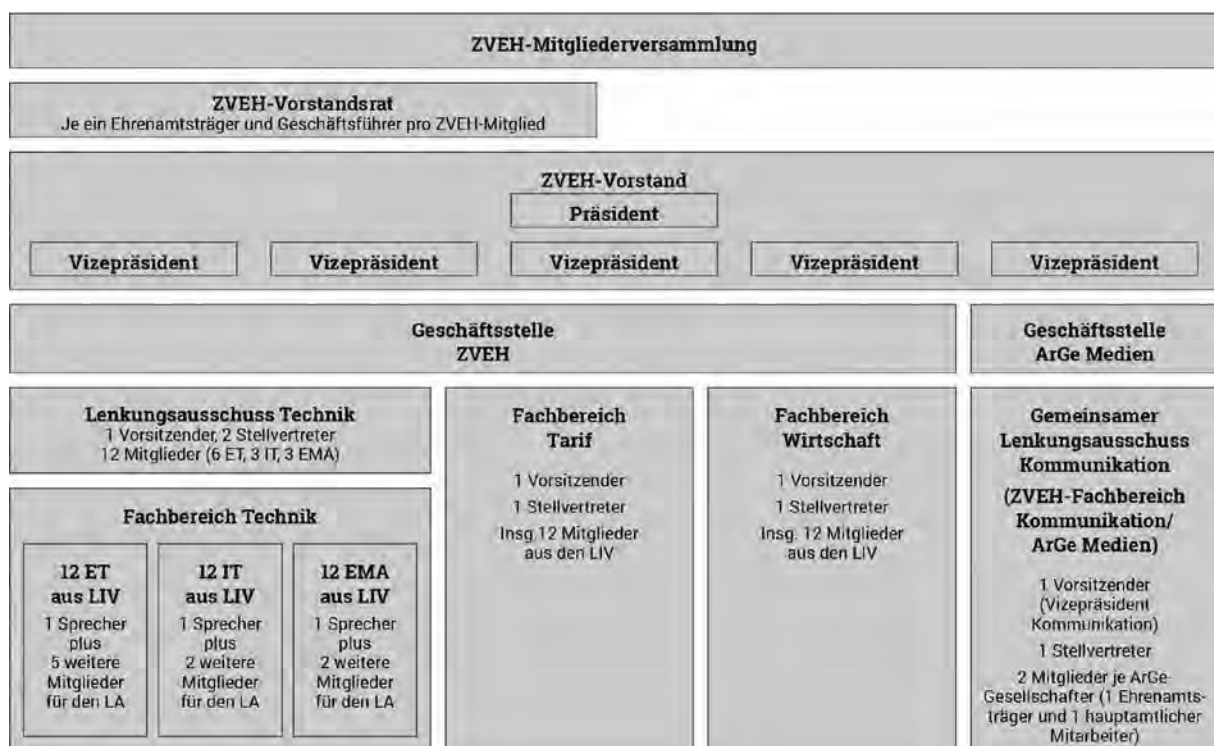 ZVEH-Mitgliederversammlung
ZVEH-Vorstandsrat
Je ein Ehrenamtsträger und Geschäftsführer pro ZVEH-Mitglied
ZVEH-Vorstand
Präsident
Vizepräsident
Vizepräsident
Vizepräsident
Vizepräsident
Vizepräsident
Geschäftsstelle
ZVEH
Geschäftsstelle
ArGe Medien
Lenkungsausschuss Technik
1 Vorsitzender, 2 Stellvertreter
12 Mitglieder (6 ET, 3 IT, 3 EMA)
Fachbereich Technik
12 ET
aus LIV
1 Sprecher
plus
5 weitere
Mitglieder
für den LA
12 IT
aus LIV
1 Sprecher
plus
2 weitere
Mitglieder
für den LA
12 EMA
aus LIV
1 Sprecher
plus
2 weitere
Mitglieder
für den LA
Fachbereich
Tarif
1 Vorsitzender
1 Stellvertreter
Insg. 12 Mitglieder
aus den LIV
Fachbereich
Wirtschaft
1 Vorsitzender
1 Stellvertreter
Insg. 12 Mitglieder
aus den LIV
Gemeinsamer
Lenkungsausschuss
Kommunikation
(ZVEH-Fachbereich
Kommunikation/
ArGe Medien)
1 Vorsitzender
(Vizepräsident
Kommunikation)
1 Stellvertreter
2 Mitglieder je ArGe-
Gesellschafter (1 Ehrenamts-
träger und 1 hauptamtlicher
Mitarbeiter)